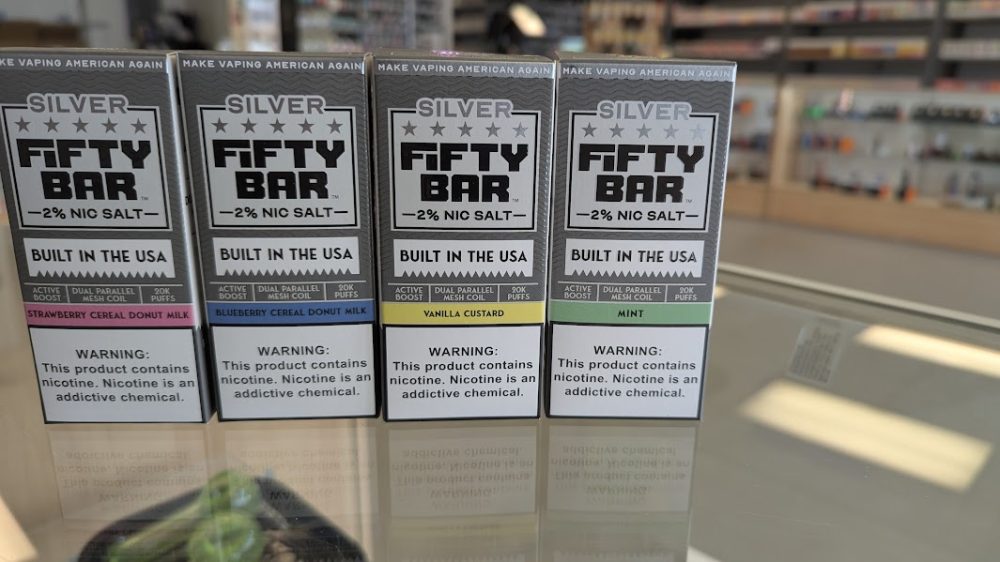 MAKE VAPING AMERICAN AGAIN
SILVER
FiFTY
BAR™
2% NIC SALT
BUILT IN THE USA
ACTIVE BOOST
DUAL PARALLEL MESH COIL
20K PUFFS
STRAWBERRY CEREAL DONUT MILK
WARNING:
This product contains
nicotine. Nicotine is an
addictive chemical.
MAKE VAPING AMERICAN AGAIN
SILVER
FiFTY
BAR™
2% NIC SALT
BUILT IN THE USA
ACTIVE BOOST
DUAL PARALLEL MESH COIL
20K PUFFS
BLUEBERRY CEREAL DONUT MILK
WARNING:
This product contains
nicotine. Nicotine is an
addictive chemical.
MAKE VAPING AMERICAN AGAIN
SILVER
FiFTY
BAR™
2% NIC SALT
BUILT IN THE USA
ACTIVE BOOST
DUAL PARALLEL MESH COIL
20K PUFFS
VANILLA CUSTARD
WARNING:
This product contains
nicotine. Nicotine is an
addictive chemical.
MAKE VAPING AMERICAN AGAIN
SILVER
FiFTY
BAR™
2% NIC SALT
BUILT IN THE USA
ACTIVE BOOST
DUAL PARALLEL MESH COIL
20K PUFFS
MINT
WARNING:
This product contains
nicotine. Nicotine is an
addictive chemical.